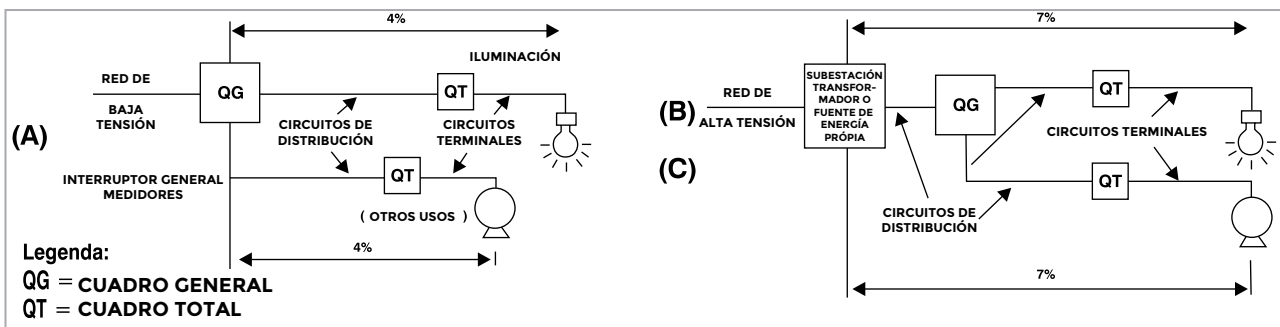 4%
ILUMINACIÓN
RED DE
BAJA
TENSIÓN
QG
QT
CIRCUITOS DE
DISTRIBUCIÓN
CIRCUITOS
TERMINALES
(A)
INTERRUPTOR GENERAL
MEDIDORES
QT
( OTROS USOS )
4%
Legenda:
QG = CUADRO GENERAL
QT = CUADRO TOTAL
7%
(B)
(C)
RED DE
ALTA TENSIÓN
SUBESTACIÓN
TRANSFOR-
MADOR O
FUENTE DE
ENERGÍA
PRÓPIA
QG
QT
CIRCUITOS TERMINALES
QT
CIRCUITOS DE
DISTRIBUCIÓN
7%